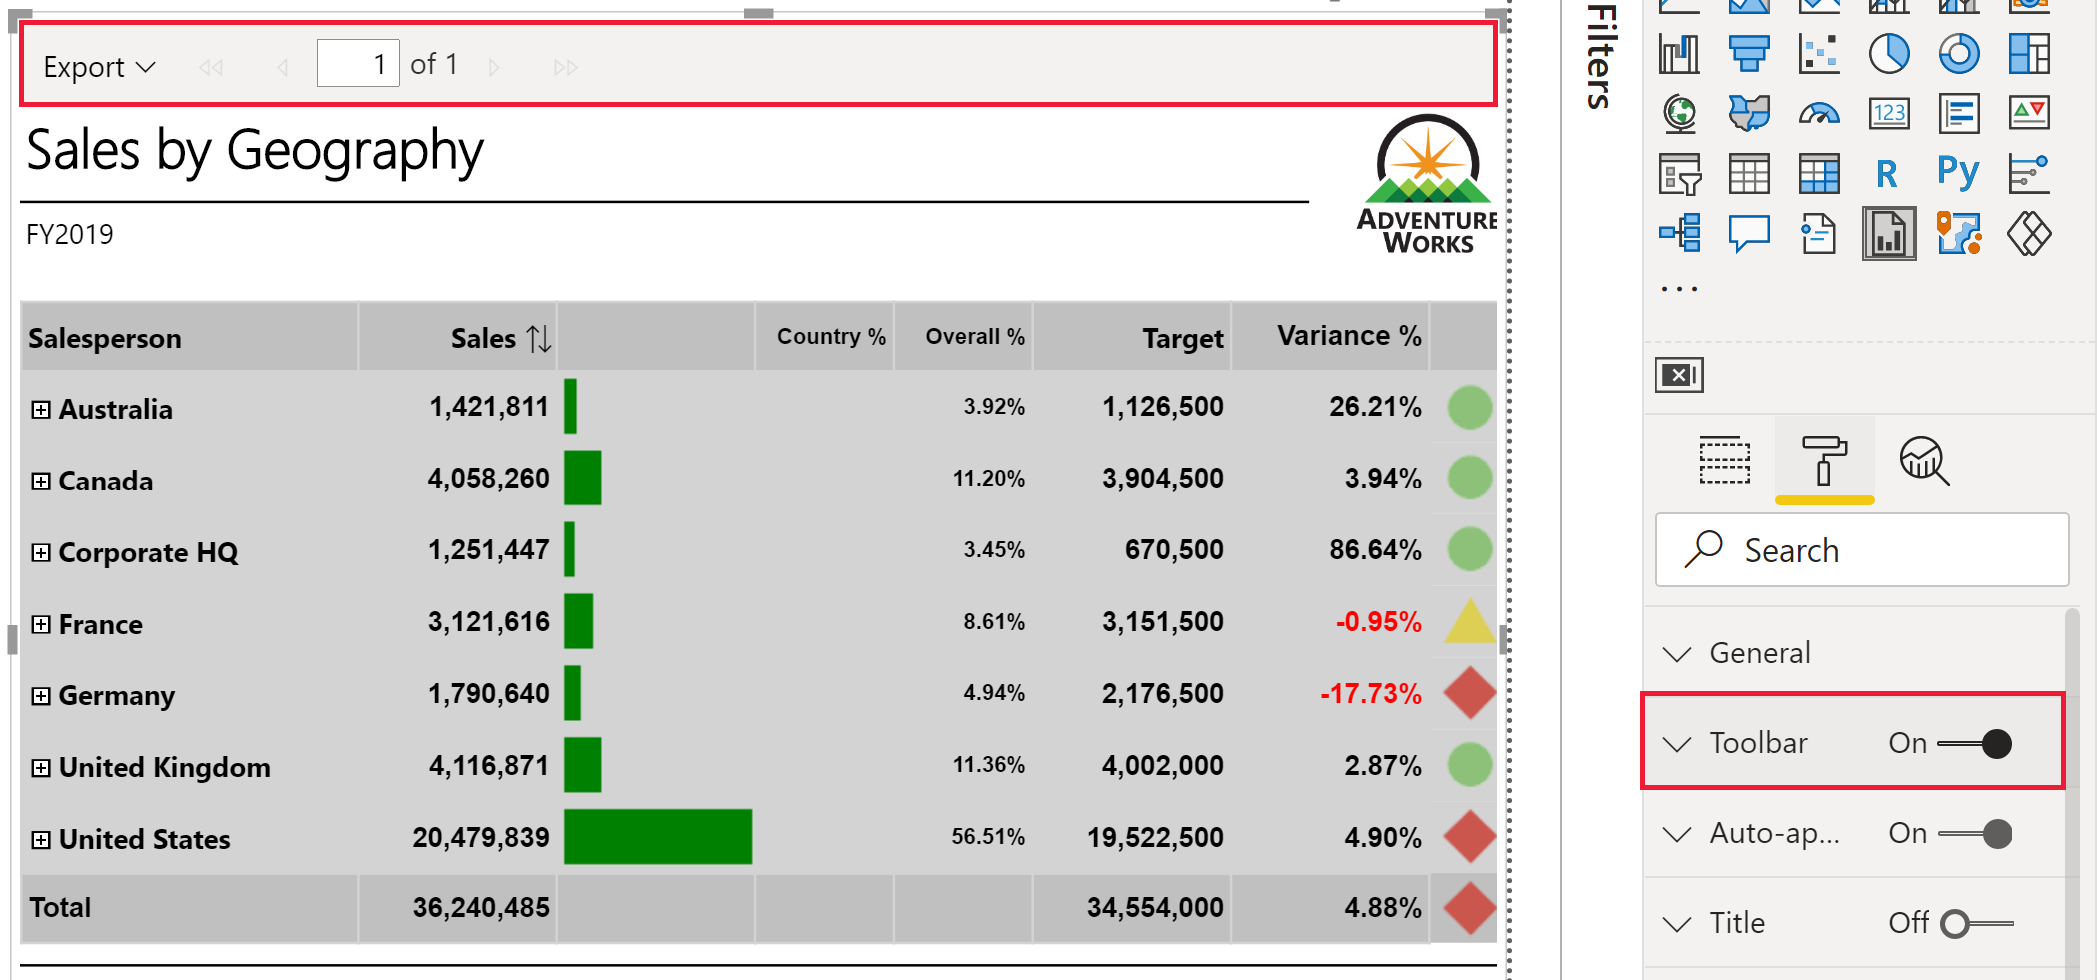 Export 1 of 1
Sales by Geography
ADVENTURE
WORKS
FY2019
Salesperson Sales Country % Overall % Target Variance %
Australia 1,421,811 3.92% 1,126,500 26.21%
Canada 4,058,260 11.20% 3,904,500 3.94%
Corporate HQ 1,251,447 3.45% 670,500 86.64%
France 3,121,616 8.61% 3,151,500 -0.95%
Germany 1,790,640 4.94% 2,176,500 -17.73%
United Kingdom 4,116,871 11.36% 4,002,000 2.87%
United States 20,479,839 56.51% 19,522,500 4.90%
Total 36,240,485 34,554,000 4.88%
Filters
123
R Py
...
Search
General
Toolbar On
Auto-ap... On
Title Off